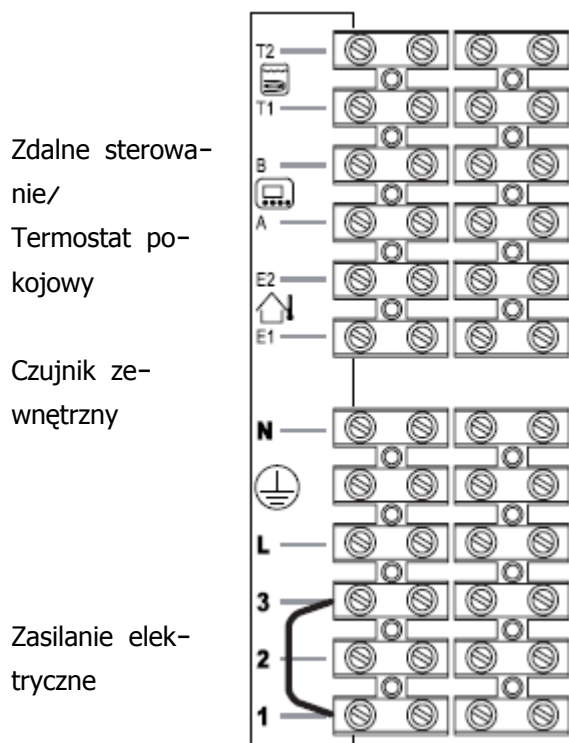 T2
T1
Zdalne sterowa-
nie/
Termostat po-
kojowy
B
A
E2
E1
Czujnik ze-
wnętrzny
N
L
3
2
1
Zasilanie elek-
tryczne